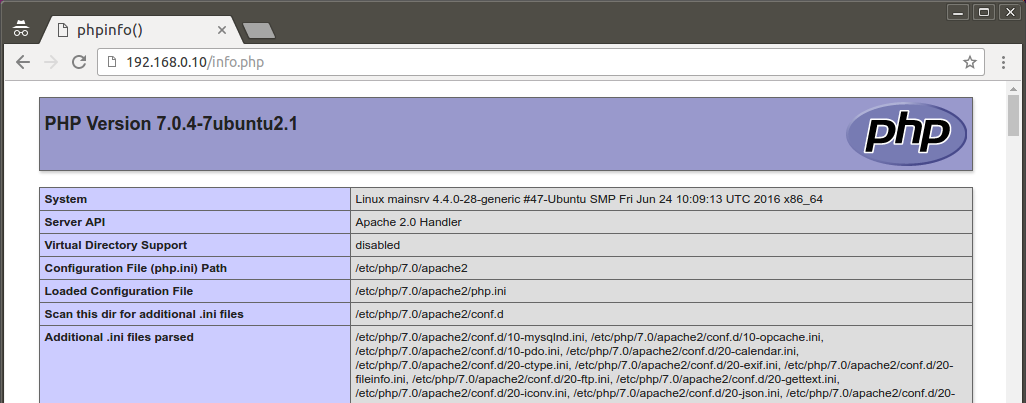 phpinfo()
192.168.0.10/info.php
PHP Version 7.0.4-7ubuntu2.1
php
System Linux mainsrv 4.4.0-28-generic #47-Ubuntu SMP Fri Jun 24 10:09:13 UTC 2016 x86_64
Server API Apache 2.0 Handler
Virtual Directory Support disabled
Configuration File (php.ini) Path /etc/php/7.0/apache2
Loaded Configuration File /etc/php/7.0/apache2/php.ini
Scan this dir for additional .ini files /etc/php/7.0/apache2/conf.d
Additional .ini files parsed /etc/php/7.0/apache2/conf.d/10-mysqlnd.ini, /etc/php/7.0/apache2/conf.d/10-opcache.ini,
/etc/php/7.0/apache2/conf.d/10-pdo.ini, /etc/php/7.0/apache2/conf.d/20-calendar.ini,
/etc/php/7.0/apache2/conf.d/20-ctype.ini, /etc/php/7.0/apache2/conf.d/20-exif.ini, /etc/php/7.0/apache2/conf.d/20-
fileinfo.ini, /etc/php/7.0/apache2/conf.d/20-ftp.ini, /etc/php/7.0/apache2/conf.d/20-gettext.ini,
/etc/php/7.0/apache2/conf.d/20-iconv.ini, /etc/php/7.0/apache2/conf.d/20-json.ini, /etc/php/7.0/apache2/conf.d/20-